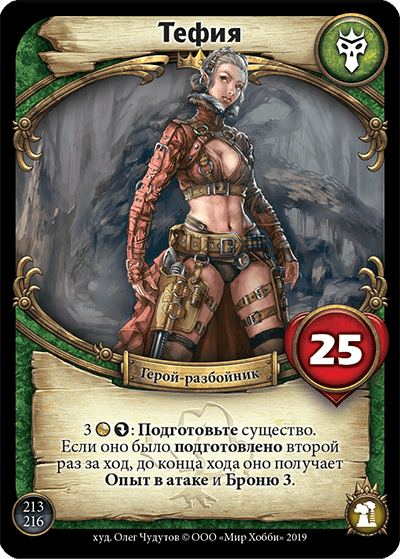 Тефия
25
Герой-разбойник
3 : Подготовьте существо.
Если оно было подготовлено второй
раз за ход, до конца хода оно получает
Опыт в атаке и Броню 3.
213
216
худ. Олег Чудутов © ООО «Мир Хобби» 2019